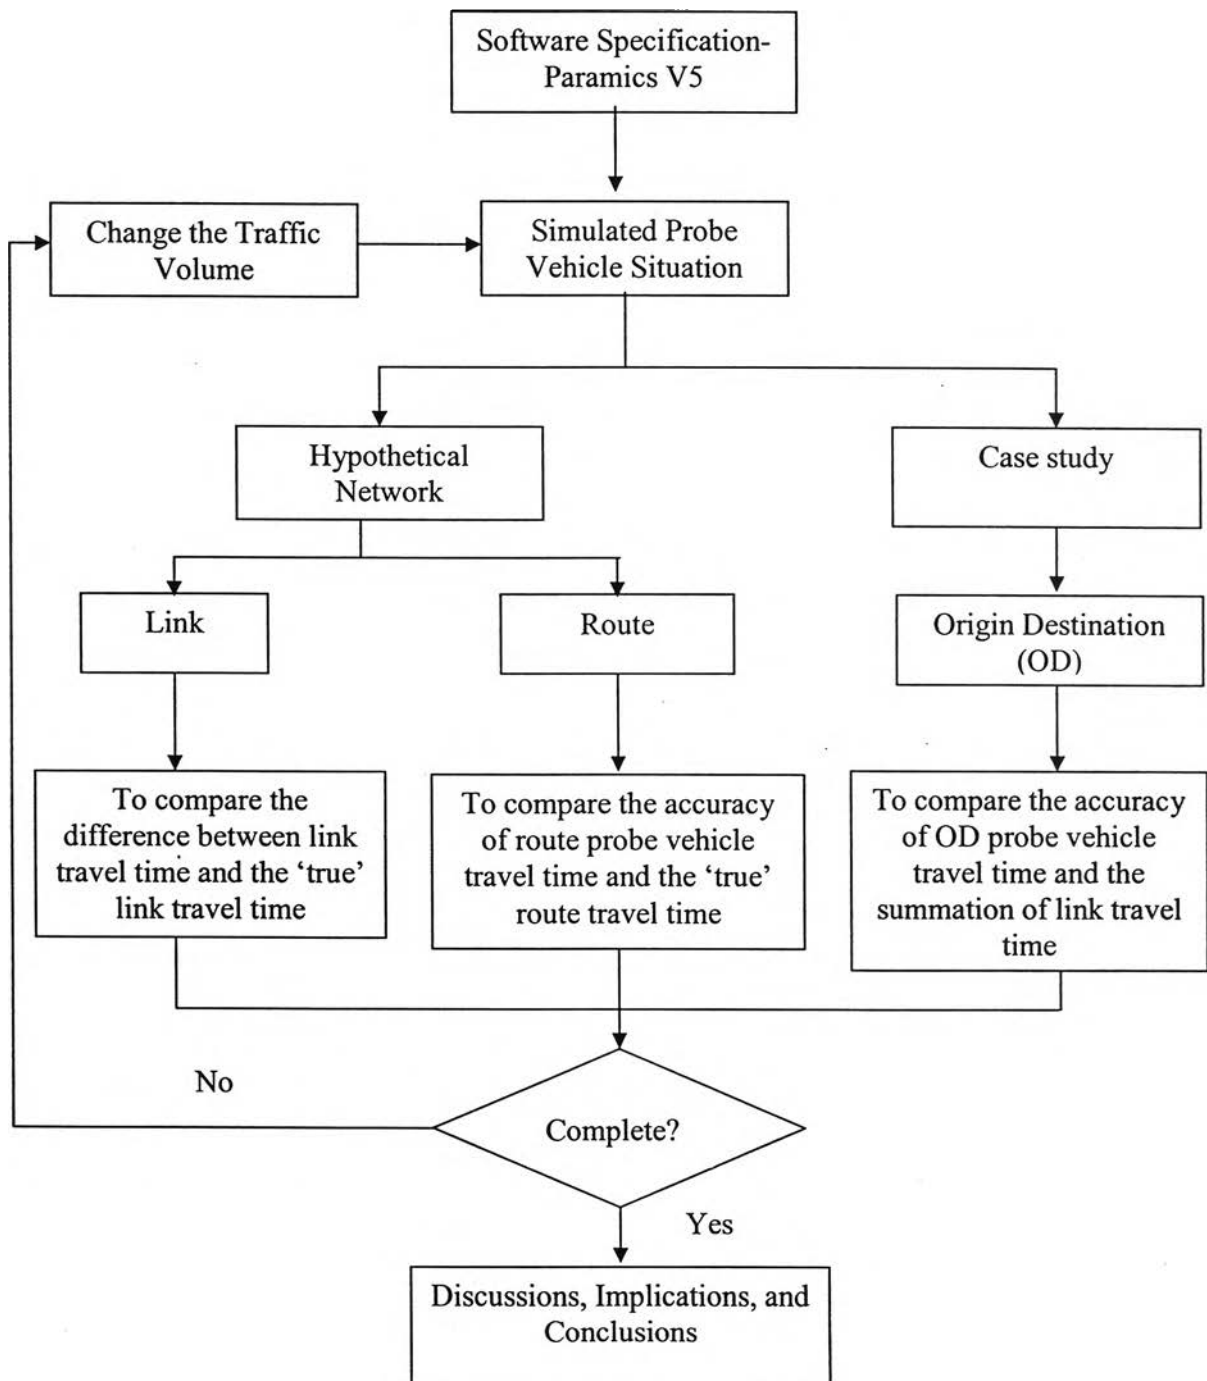 Software Specification-
Paramics V5
Change the Traffic
Volume
Simulated Probe
Vehicle Situation
Hypothetical
Network
Case study
Link
Route
Origin Destination
(OD)
To compare the
difference between link
travel time and the ‘true’
link travel time
To compare the accuracy
of route probe vehicle
travel time and the ‘true’
route travel time
To compare the accuracy
of OD probe vehicle
travel time and the
summation of link travel
time
No
Complete?
Yes
Discussions, Implications, and
Conclusions